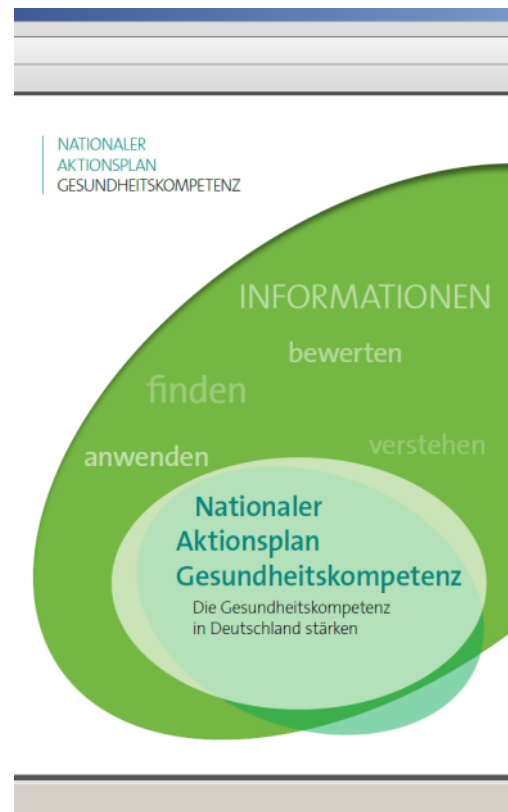 NATIONALER
AKTIONSPLAN
GESUNDHEITSKOMPETENZ
INFORMATIONEN
bewerten
finden
verstehen
anwenden
Nationaler
Aktionsplan
Gesundheitskompetenz
Die Gesundheitskompetenz
in Deutschland stärken